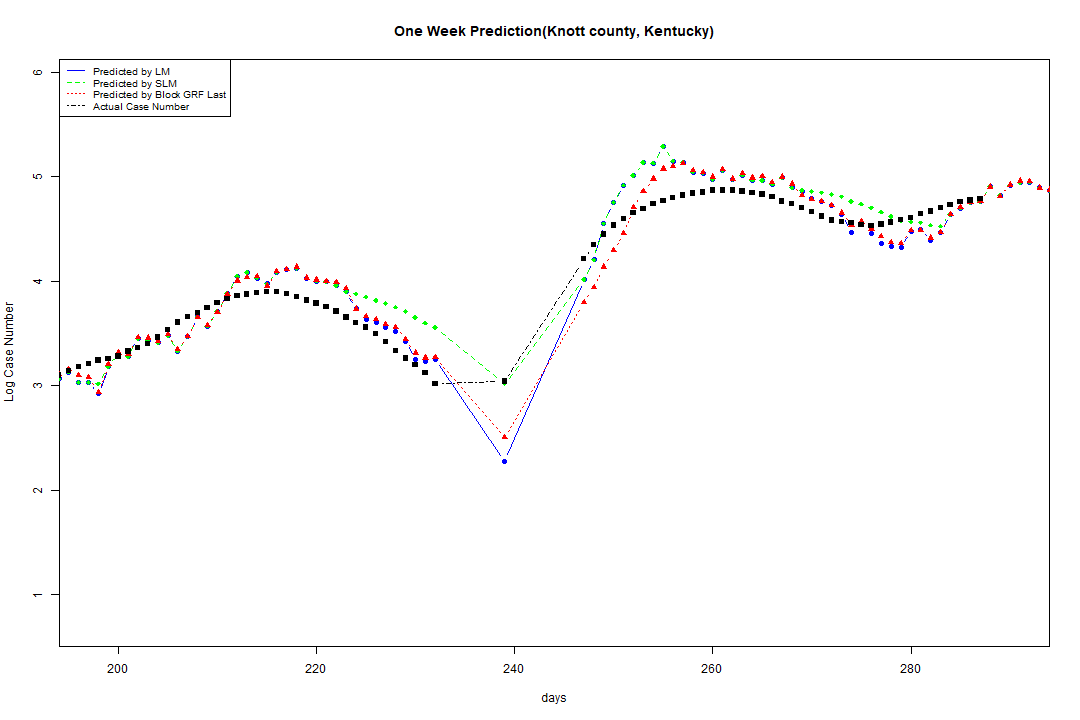 One Week Prediction(Knott county, Kentucky)
Predicted by LM
Predicted by SLM
Predicted by Block GRF Last
Actual Case Number
6
5
4
3
2
1
Log Case Number
200 220 240 260 280
days